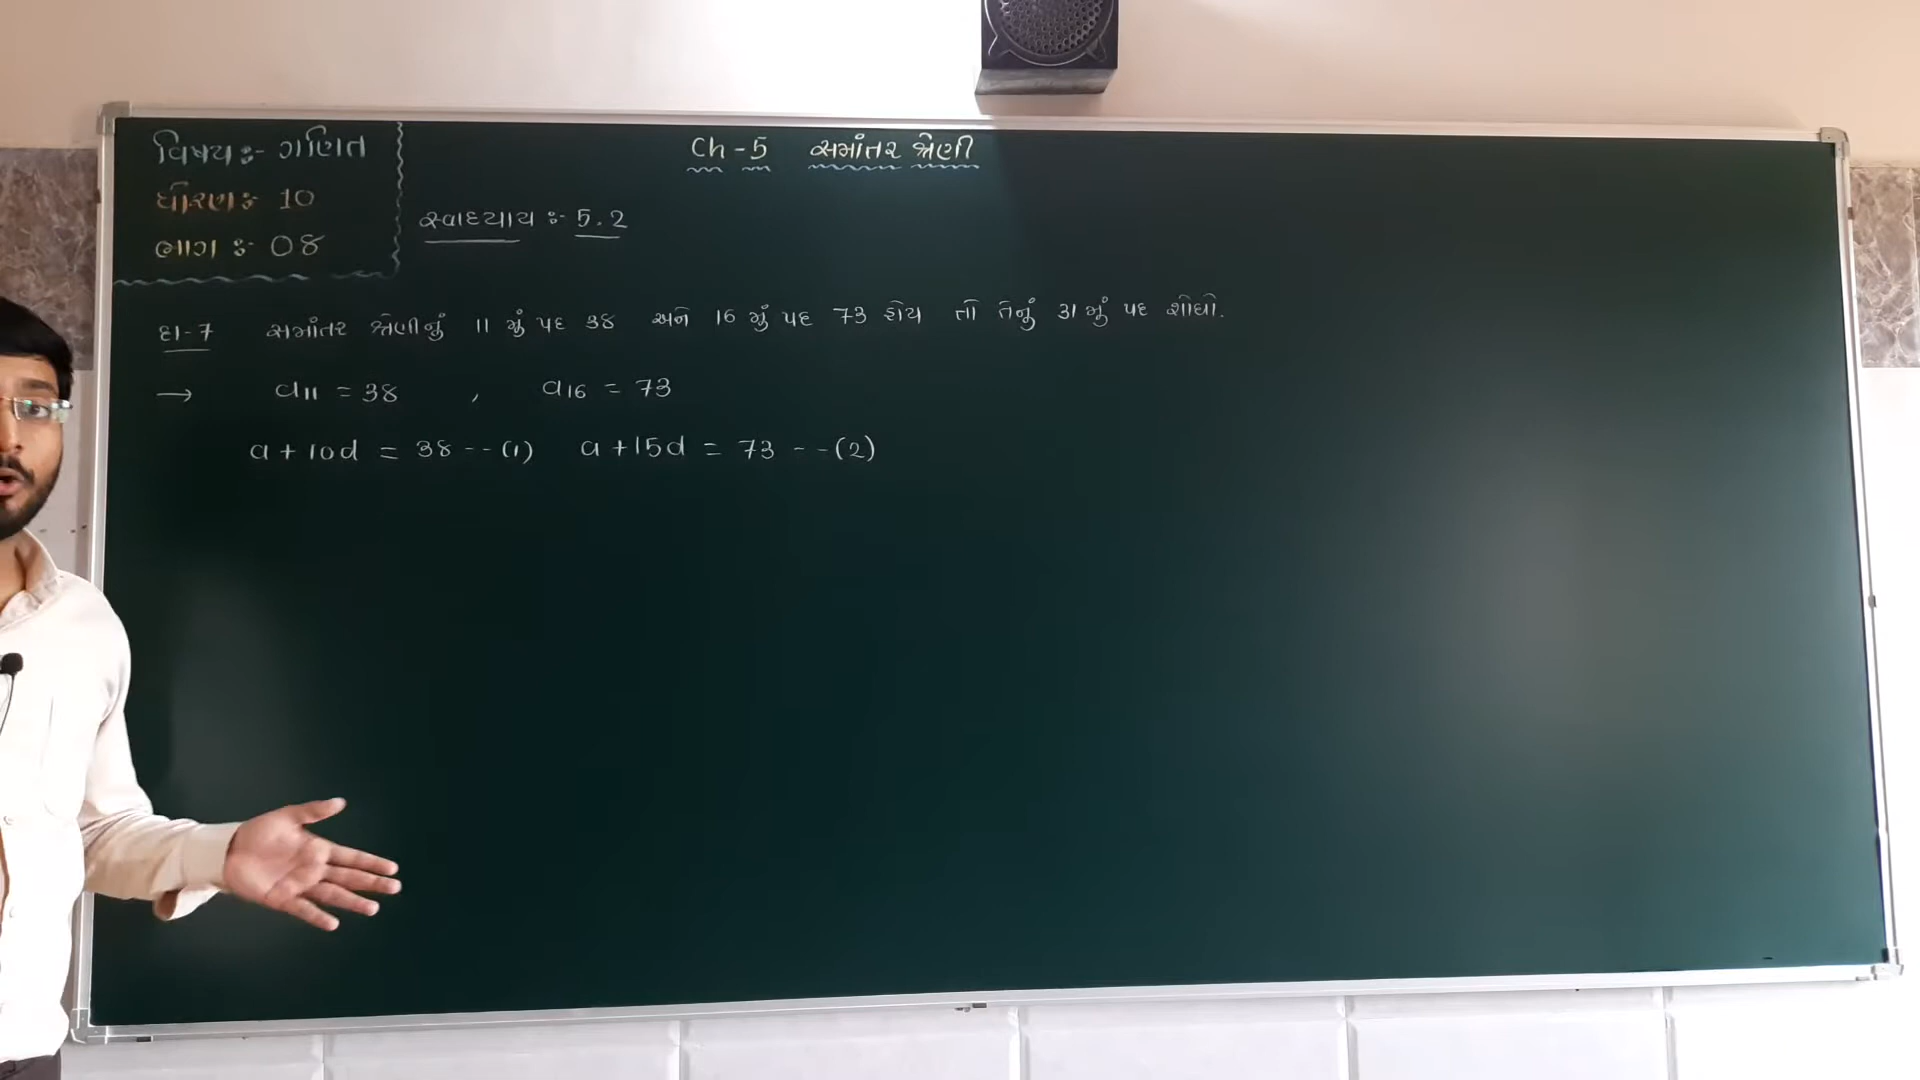 વિષય :- ગણિત
ધોરણ :- 10
ભાગ :- 08
Ch - 5 સમાંતર શ્રેણી
સ્વાધ્યાય :- 5.2
દા-7 સમાંતર શ્રેણીનું 11 મું પદ 38 અને 16 મું પદ 73 હોય તો તેનું 31 મું પદ શોધો.
→ a₁₁ = 38 , a₁₆ = 73
a + 10d = 38 -- (1) a + 15d = 73 -- (2)